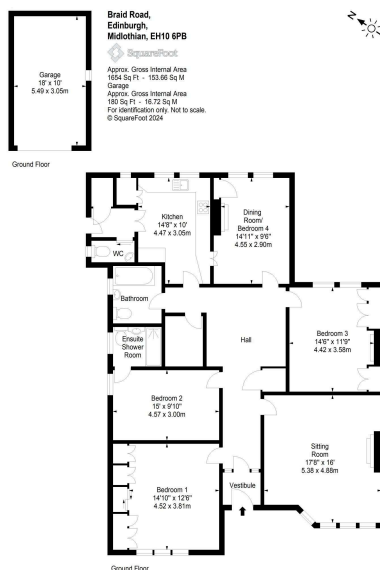 Braid Road,
Edinburgh,
Midlothian, EH10 6PB
SquareFoot
Approx. Gross Internal Area
1654 Sq Ft - 153.66 Sq M
Garage
Approx. Gross Internal Area
180 Sq Ft - 16.72 Sq M
For identification only. Not to scale.
© SquareFoot 2024
N
Garage
18' x 10'
5.49 x 3.05m
Ground Floor
Kitchen
14'8" x 10'
4.47 x 3.05m
Dining
Room/
Bedroom 4
14'11" x 9'6"
4.55 x 2.90m
WC
Bathroom
Ensuite
Shower
Room
Hall
Bedroom 3
14'6" x 11'9"
4.42 x 3.58m
Bedroom 2
15' x 9'10"
4.57 x 3.00m
Sitting
Room
17'8" x 16'
5.38 x 4.88m
Bedroom 1
14'10" x 12'6"
4.52 x 3.81m
Vestibule
Ground Floor